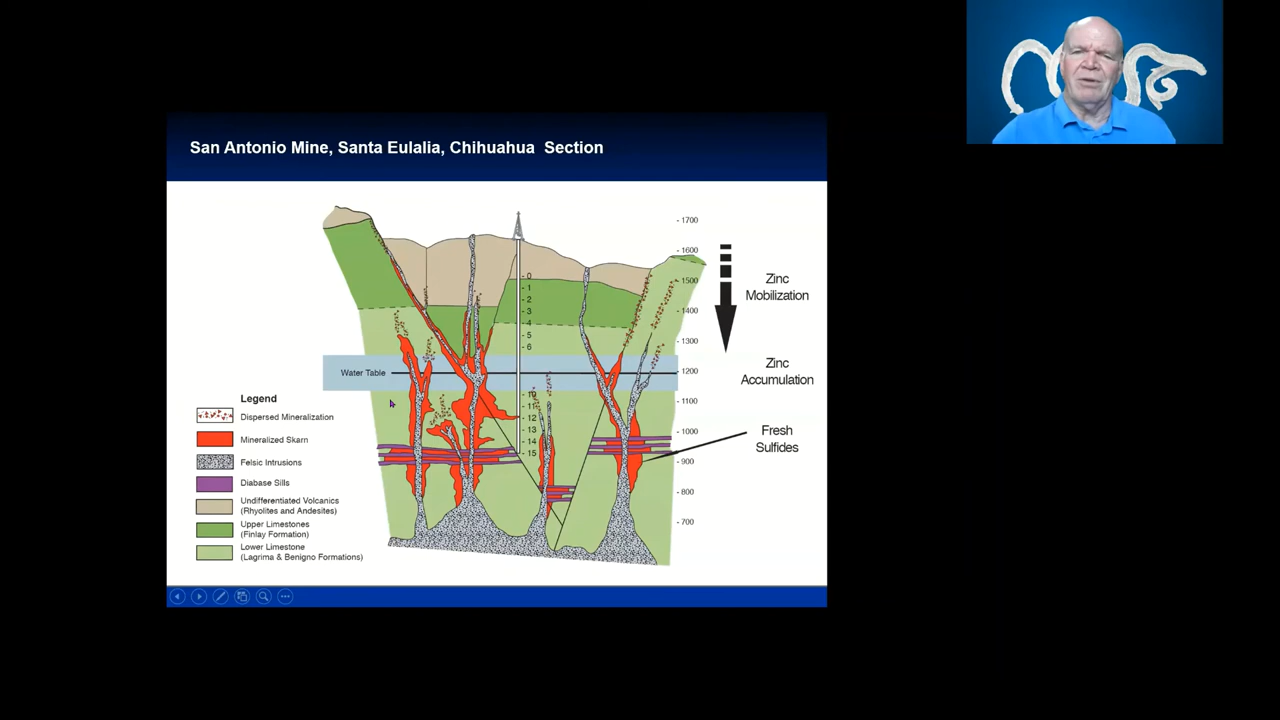 San Antonio Mine, Santa Eulalia, Chihuahua Section
- 1700
- 1600
- 1500
- 1400
- 1300
- 1200
- 1100
- 1000
- 900
- 800
- 700
- 0
- 1
- 2
- 3
- 4
- 5
- 6
- 10
- 11
- 12
- 13
- 14
- 15
Zinc
Mobilization
Zinc
Accumulation
Fresh
Sulfides
Water Table
Legend
Dispersed Mineralization
Mineralized Skarn
Felsic Intrusions
Diabase Sills
Undifferentiated Volcanics
(Rhyolites and Andesites)
Upper Limestones
(Finlay Formation)
Lower Limestone
(Lagrima & Benigno Formations)